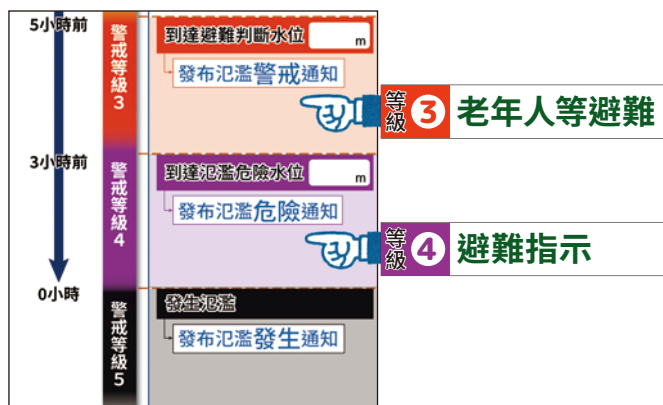 5小時前
警戒等級3
到達避難判斷水位 m
發布氾濫警戒通知
等級 3 老年人等避難
3小時前
警戒等級4
到達氾濫危險水位 m
發布氾濫危險通知
等級 4 避難指示
0小時
警戒等級5
發生氾濫
發布氾濫發生通知